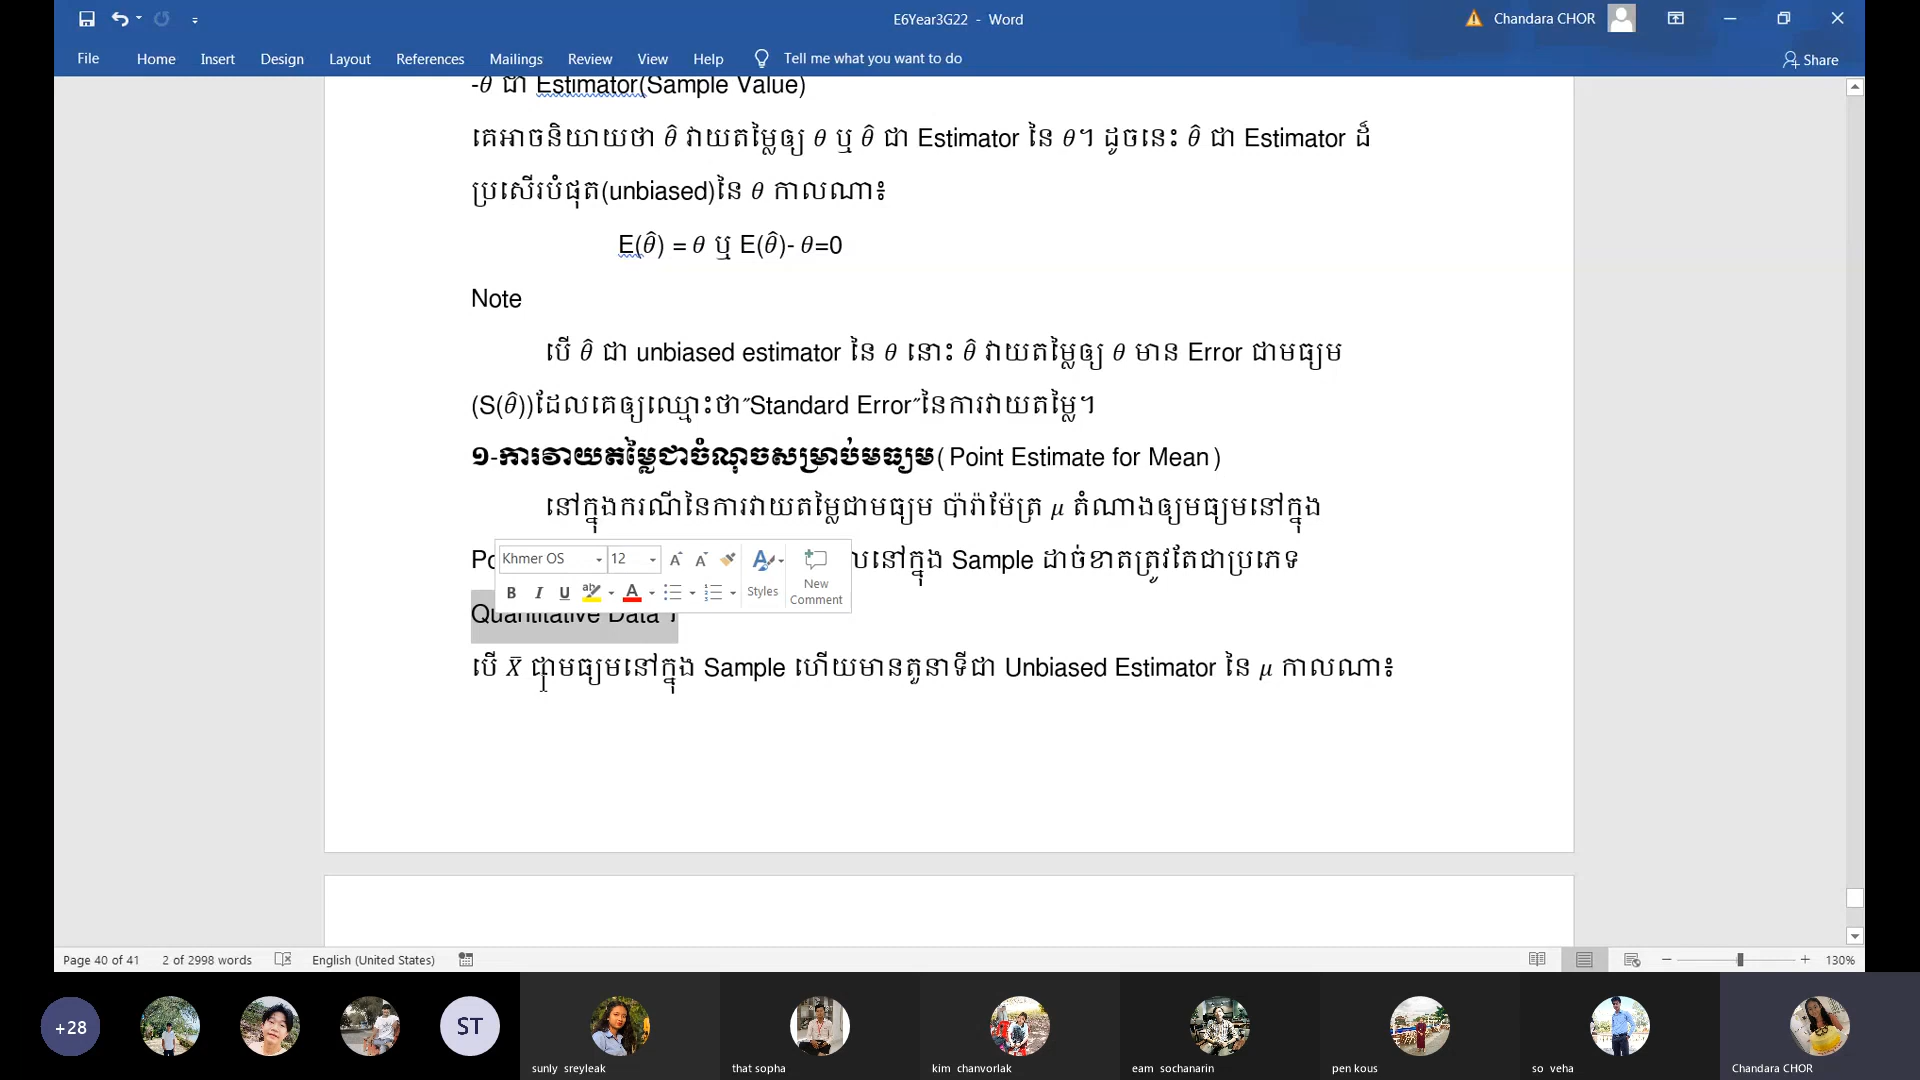 E6Year3G22 - Word
Chandara CHOR
File Home Insert Design Layout References Mailings Review View Help Tell me what you want to do Share
-θ ជា Estimator(Sample Value)
គេអាចនិយាយថា θ̂ វាយតម្លៃឲ្យ θ ឬ θ̂ ជា Estimator នៃ θ។ ដូចនេះ θ̂ ជា Estimator ដ៏
ប្រសើរបំផុត(unbiased)នៃ θ កាលណា៖
E(θ̂) = θ ឬ E(θ̂)- θ=0
Note
បើ θ̂ ជា unbiased estimator នៃ θ នោះ θ̂ វាយតម្លៃឲ្យ θ មាន Error ជាមធ្យម
(S(θ̂))ដែលគេឲ្យឈ្មោះថា"Standard Error"នៃការវាយតម្លៃ។
១-ការវាយតម្លៃជាចំណុចសម្រាប់មធ្យម(Point Estimate for Mean)
នៅក្នុងករណីនៃការវាយតម្លៃជាមធ្យម ប៉ារ៉ាម៉ែត្រ μ តំណាងឲ្យមធ្យមនៅក្នុង
នៅក្នុង Sample ដាច់ខាតត្រូវតែជាប្រភេទ
Khmer OS 12
Styles
New
Comment
Quantitative Data ។
បើ X̄ ជាមធ្យមនៅក្នុង Sample ហើយមានតួនាទីជា Unbiased Estimator នៃ μ កាលណា៖
Page 40 of 41 2 of 2998 words English (United States) 130%
+28 ST
sunly sreyleak that sopha kim chanvorlak eam sochanarin pen kous so veha Chandara CHOR